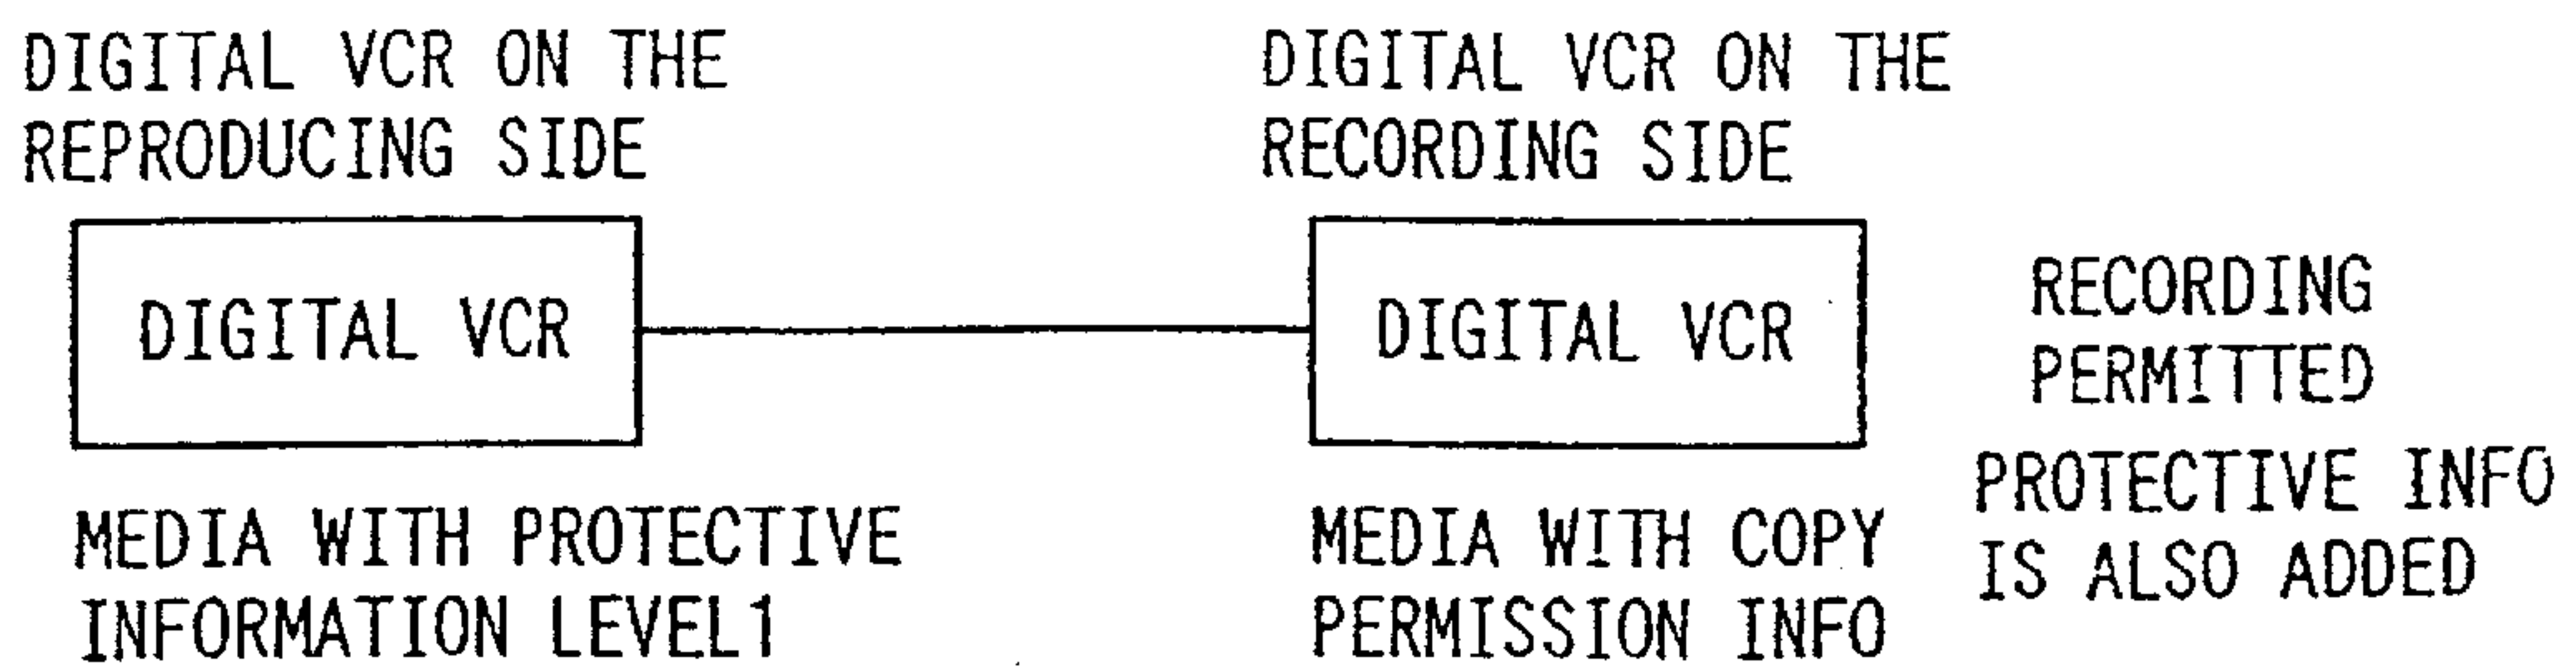 DIGITAL VCR ON THE
REPRODUCING SIDE
DIGITAL VCR
MEDIA WITH PROTECTIVE
INFORMATION LEVEL1
DIGITAL VCR ON THE
RECORDING SIDE
DIGITAL VCR
MEDIA WITH COPY
PERMISSION INFO
RECORDING
PERMITTED
PROTECTIVE INFO
IS ALSO ADDED